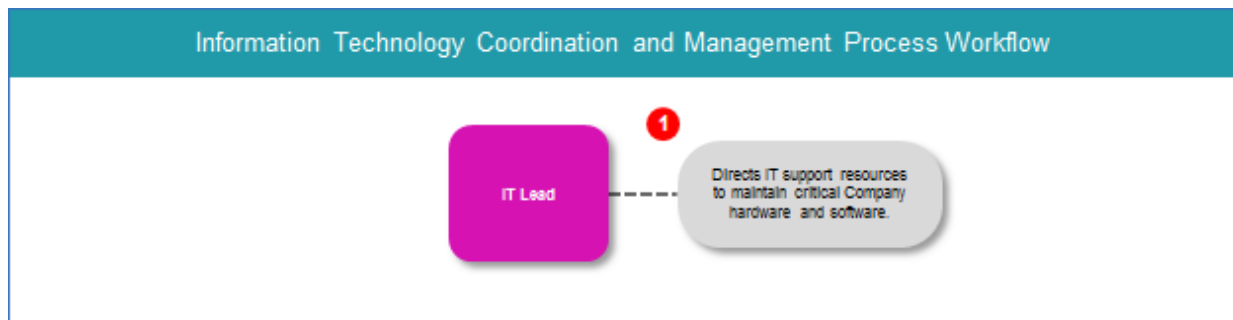 Information Technology Coordination and Management Process Workflow
1
IT Lead
Directs IT support resources
to maintain critical Company
hardware and software.